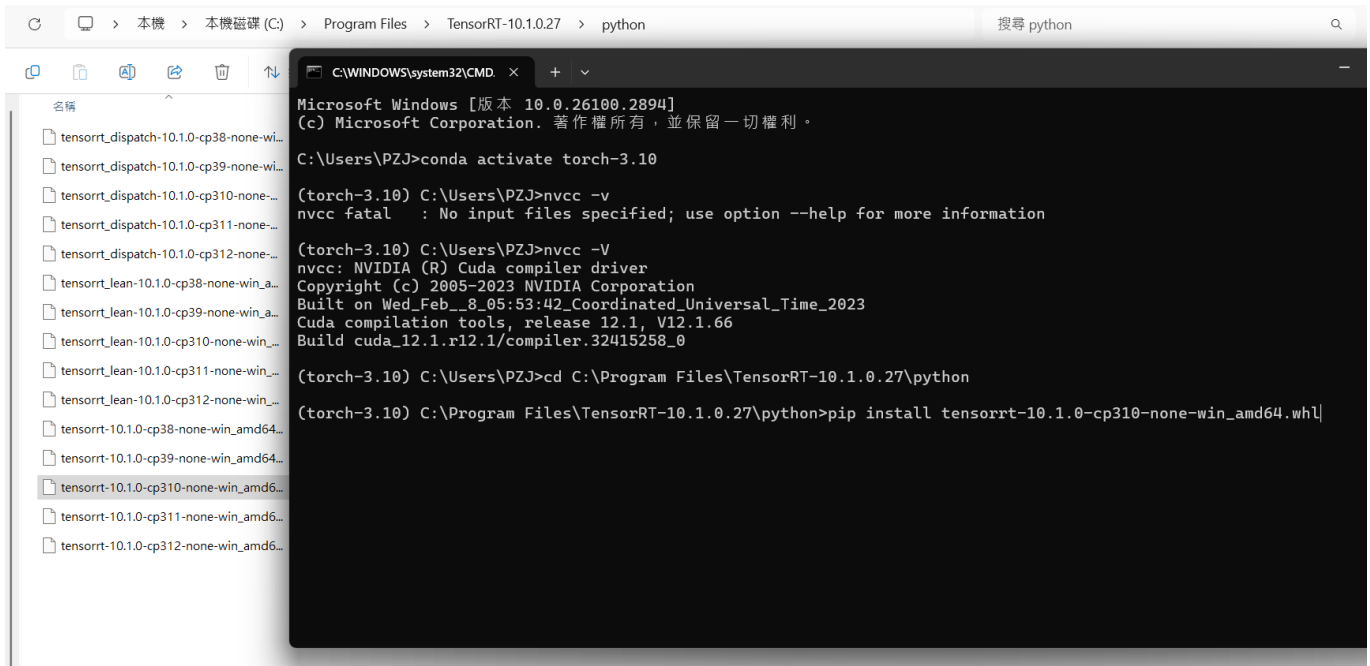 本機 > 本機磁碟 (C:) > Program Files > TensorRT-10.1.0.27 > python
搜尋 python
名稱
tensorrt_dispatch-10.1.0-cp38-none-wi...
tensorrt_dispatch-10.1.0-cp39-none-wi...
tensorrt_dispatch-10.1.0-cp310-none-...
tensorrt_dispatch-10.1.0-cp311-none-...
tensorrt_dispatch-10.1.0-cp312-none-...
tensorrt_lean-10.1.0-cp38-none-win_a...
tensorrt_lean-10.1.0-cp39-none-win_a...
tensorrt_lean-10.1.0-cp310-none-win_...
tensorrt_lean-10.1.0-cp311-none-win_...
tensorrt_lean-10.1.0-cp312-none-win_...
tensorrt-10.1.0-cp38-none-win_amd64...
tensorrt-10.1.0-cp39-none-win_amd64...
tensorrt-10.1.0-cp310-none-win_amd6...
tensorrt-10.1.0-cp311-none-win_amd6...
tensorrt-10.1.0-cp312-none-win_amd6...
C:\WINDOWS\system32\CMD.
Microsoft Windows [版本 10.0.26100.2894]
(c) Microsoft Corporation. 著作權所有,並保留一切權利。
C:\Users\PZJ>conda activate torch-3.10
(torch-3.10) C:\Users\PZJ>nvcc -v
nvcc fatal   : No input files specified; use option --help for more information
(torch-3.10) C:\Users\PZJ>nvcc -V
nvcc: NVIDIA (R) Cuda compiler driver
Copyright (c) 2005-2023 NVIDIA Corporation
Built on Wed_Feb__8_05:53:42_Coordinated_Universal_Time_2023
Cuda compilation tools, release 12.1, V12.1.66
Build cuda_12.1.r12.1/compiler.32415258_0
(torch-3.10) C:\Users\PZJ>cd C:\Program Files\TensorRT-10.1.0.27\python
(torch-3.10) C:\Program Files\TensorRT-10.1.0.27\python>pip install tensorrt-10.1.0-cp310-none-win_amd64.whl